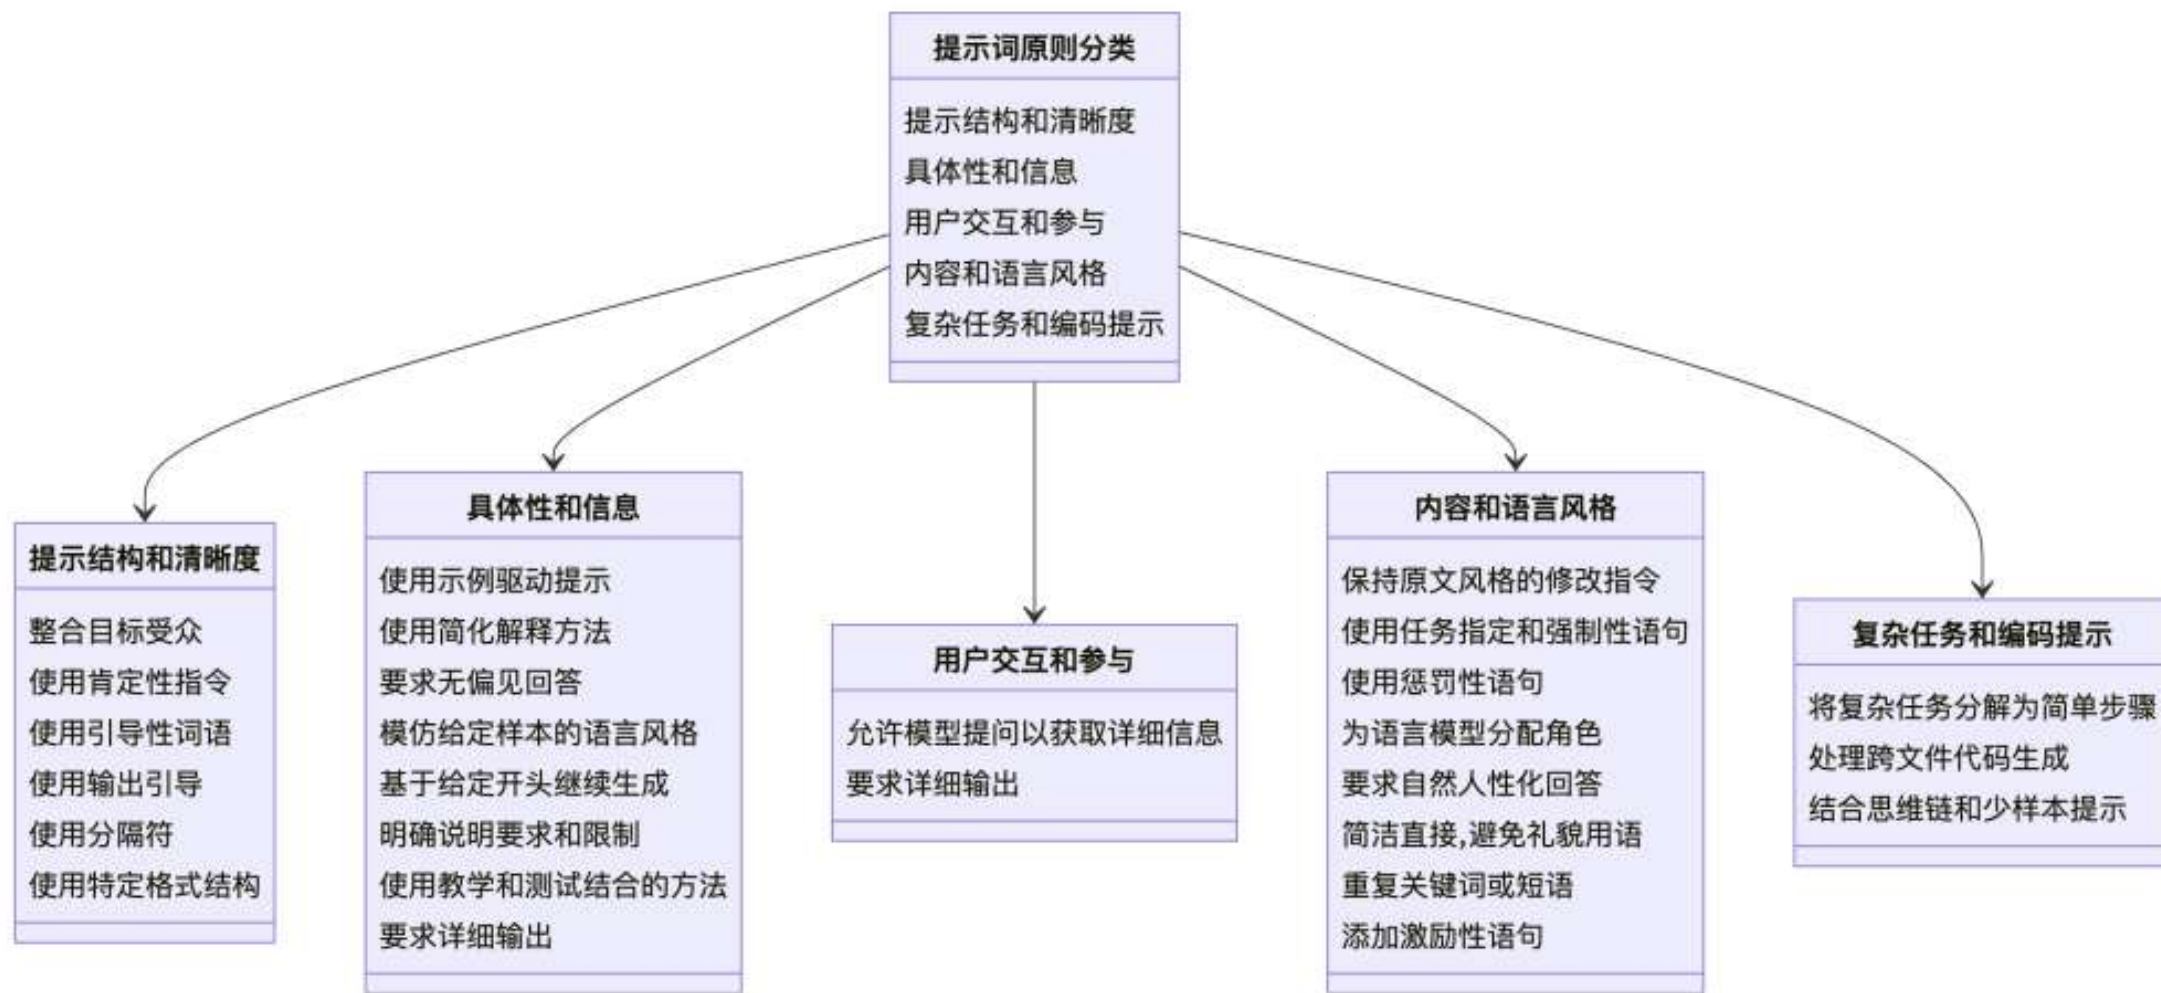 提示词原则分类
提示结构和清晰度
具体性和信息
用户交互和参与
内容和语言风格
复杂任务和编码提示
提示结构和清晰度
整合目标受众
使用肯定性指令
使用引导性词语
使用输出引导
使用分隔符
使用特定格式结构
具体性和信息
使用示例驱动提示
使用简化解释方法
要求无偏见回答
模仿给定样本的语言风格
基于给定开头继续生成
明确说明要求和限制
使用教学和测试结合的方法
要求详细输出
用户交互和参与
允许模型提问以获取详细信息
要求详细输出
内容和语言风格
保持原文风格的修改指令
使用任务指定和强制性语句
使用惩罚性语句
为语言模型分配角色
要求自然人性化回答
简洁直接,避免礼貌用语
重复关键词或短语
添加激励性语句
复杂任务和编码提示
将复杂任务分解为简单步骤
处理跨文件代码生成
结合思维链和少样本提示